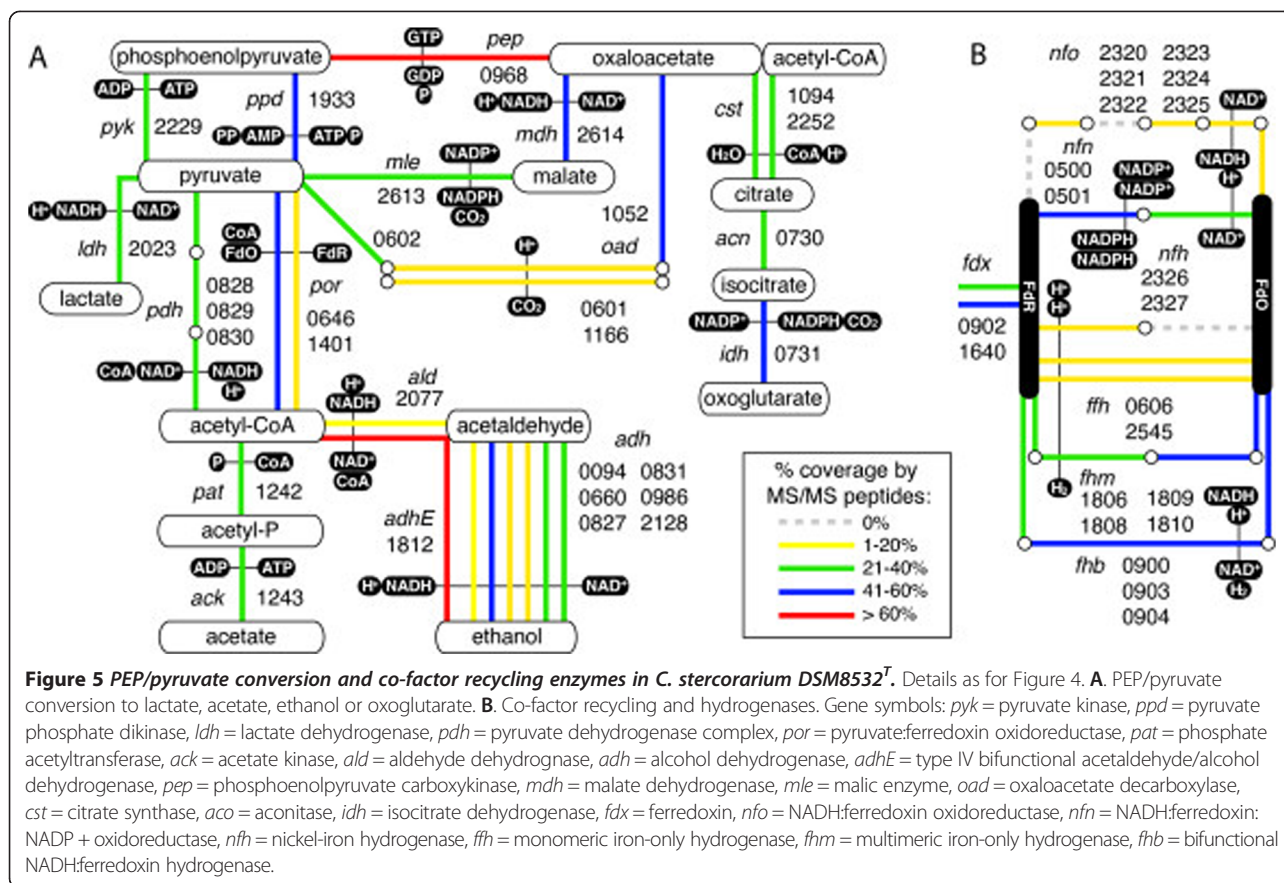 A
phosphoenolpyruvate
GTP
pep
GDP
P
0968
oxaloacetate
acetyl-CoA
ADP
ATP
pyk
2229
ppd
1933
PP AMP
ATP P
H+ NADH
NAD+
mdh
2614
cst
1094
2252
H2O
CoA H+
pyruvate
mle
2613
NADP+
NADPH
CO2
malate
citrate
H+ NADH
NAD+
ldh
2023
lactate
CoA
FdO
FdR
0602
1052
oad
H+
CO2
0601
1166
acn
0730
isocitrate
pdh
0828
0829
0830
por
0646
1401
NADP+
NADPH CO2
idh
0731
oxoglutarate
CoA NAD+
NADH
H+
acetyl-CoA
H+
NADH
ald
2077
NAD+
CoA
acetaldehyde
adh
0094 0831
0660 0986
0827 2128
P
CoA
pat
1242
acetyl-P
adhE
1812
ADP
ATP
ack
1243
acetate
H+ NADH
NAD+
ethanol
% coverage by
MS/MS peptides:
0%
1-20%
21-40%
41-60%
> 60%
B
nfo
2320 2323
2321 2324
2322 2325
NAD+
NADH
H+
NAD+
nfn
0500
0501
NADP+
NADP+
NADPH
NADPH
fdx
0902
1640
FdR
FdO
H+
H+
nfh
2326
2327
ffh
0606
2545
H2
fhm
1806 1809
1808 1810
NADH
H+
NAD+
H2
fhb
0900
0903
0904
Figure 5 PEP/pyruvate conversion and co-factor recycling enzymes in C. stercorarium DSM8532T. Details as for Figure 4. A. PEP/pyruvate
conversion to lactate, acetate, ethanol or oxoglutarate. B. Co-factor recycling and hydrogenases. Gene symbols: pyk = pyruvate kinase, ppd = pyruvate
phosphate dikinase, ldh = lactate dehydrogenase, pdh = pyruvate dehydrogenase complex, por = pyruvate:ferredoxin oxidoreductase, pat = phosphate
acetyltransferase, ack = acetate kinase, ald = aldehyde dehydrognase, adh = alcohol dehydrogenase, adhE = type IV bifunctional acetaldehyde/alcohol
dehydrogenase, pep = phosphoenolpyruvate carboxykinase, mdh = malate dehydrogenase, mle = malic enzyme, oad = oxaloacetate decarboxylase,
cst = citrate synthase, aco = aconitase, idh = isocitrate dehydrogenase, fdx = ferredoxin, nfo = NADH:ferredoxin oxidoreductase, nfn = NADH:ferredoxin:
NADP + oxidoreductase, nfh = nickel-iron hydrogenase, ffh = monomeric iron-only hydrogenase, fhm = multimeric iron-only hydrogenase, fhb = bifunctional
NADH:ferredoxin hydrogenase.